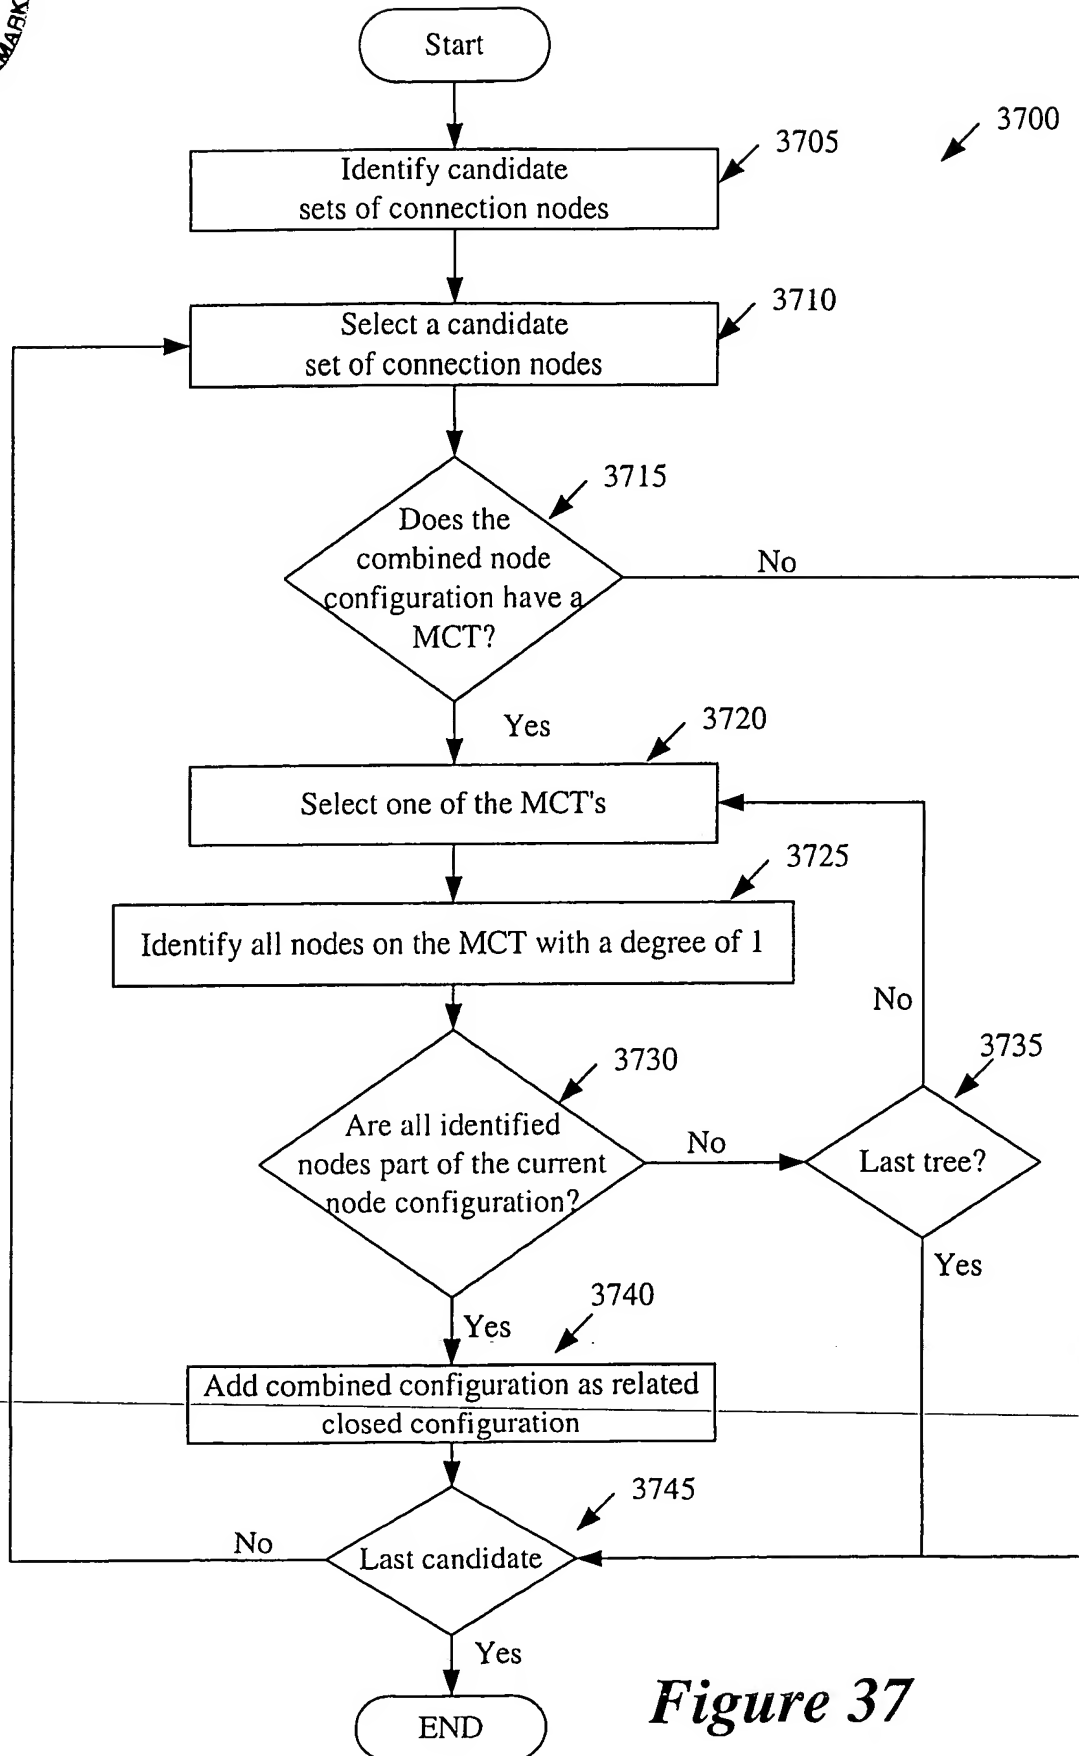 MARK
Start
3700
3705
Identify candidate
sets of connection nodes
3710
Select a candidate
set of connection nodes
3715
Does the
combined node
configuration have a
MCT?
No
Yes
3720
Select one of the MCT's
3725
Identify all nodes on the MCT with a degree of 1
No
3730
3735
Are all identified
nodes part of the current
node configuration?
No
Last tree?
Yes
3740
Yes
Add combined configuration as related
closed configuration
3745
No
Last candidate
Yes
END
Figure 37